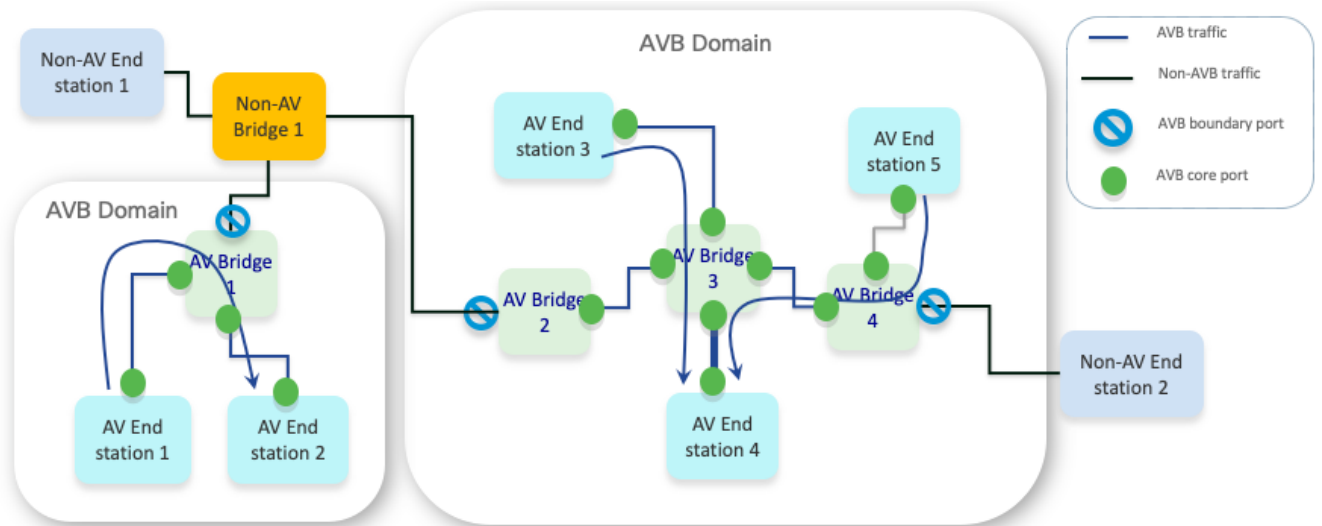 AVB Domain
AVB traffic
Non-AVB traffic
AVB boundary port
AVB core port
Non-AV End
station 1
Non-AV
Bridge 1
AV End
station 3
AV End
station 5
AVB Domain
AV Bridge
1
AV Bridge
2
AV Bridge
3
AV Bridge
4
Non-AV End
station 2
AV End
station 1
AV End
station 2
AV End
station 4